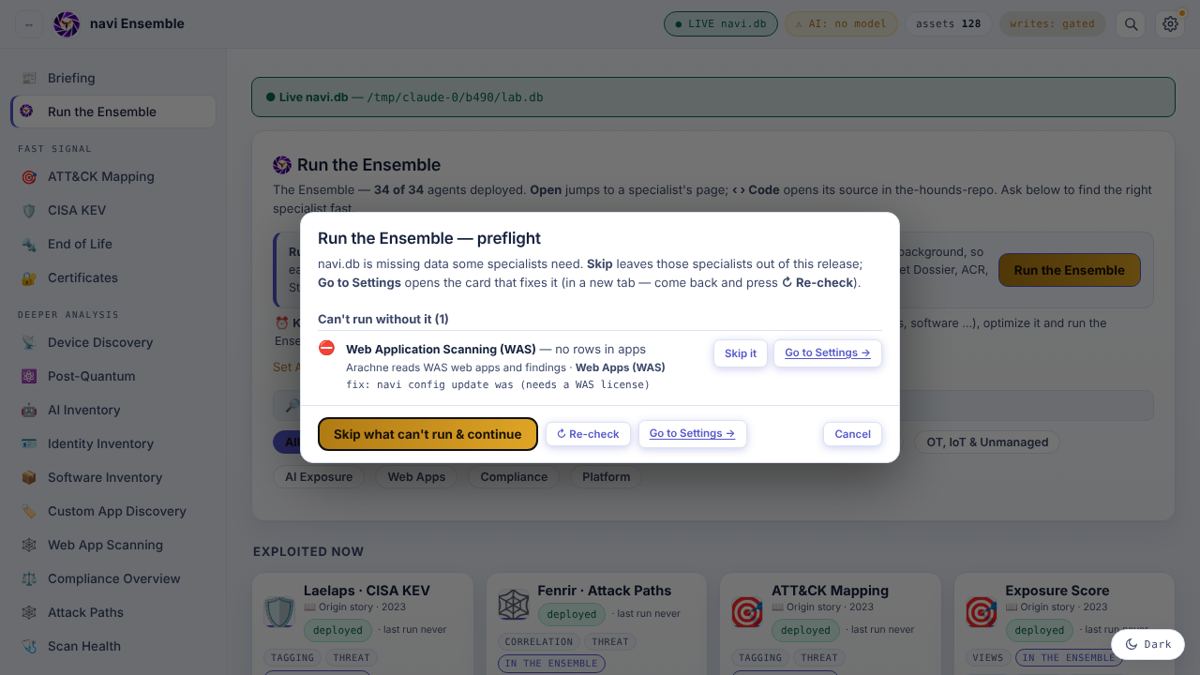 navi Ensemble
● LIVE navi.db
⚠ AI: no model
assets 128
writes: gated
Briefing
Run the Ensemble
FAST SIGNAL
ATT&CK Mapping
CISA KEV
End of Life
Certificates
DEEPER ANALYSIS
Device Discovery
Post-Quantum
AI Inventory
Identity Inventory
Software Inventory
Custom App Discovery
Web App Scanning
Compliance Overview
Attack Paths
Scan Health
● Live navi.db — /tmp/claude-0/b490/lab.db
Run the Ensemble
The Ensemble — 34 of 34 agents deployed. Open jumps to a specialist's page; ‹› Code opens its source in the-hounds-repo. Ask below to find the right
specialist fast.
background, so
et Dossier, ACR,
Run the Ensemble
s, software …), optimize it and run the
Run the Ensemble — preflight
navi.db is missing data some specialists need. Skip leaves those specialists out of this release;
Go to Settings opens the card that fixes it (in a new tab — come back and press ↻ Re-check).
Can't run without it (1)
Web Application Scanning (WAS) — no rows in apps
Arachne reads WAS web apps and findings · Web Apps (WAS)
fix: navi config update was (needs a WAS license)
Skip it
Go to Settings →
Skip what can't run & continue
↻ Re-check
Go to Settings →
Cancel
OT, IoT & Unmanaged
AI Exposure
Web Apps
Compliance
Platform
EXPLOITED NOW
Laelaps · CISA KEV
Origin story · 2023
deployed · last run never
TAGGING THREAT
Fenrir · Attack Paths
deployed · last run never
CORRELATION THREAT
IN THE ENSEMBLE
ATT&CK Mapping
Origin story · 2023
deployed · last run never
TAGGING THREAT
Exposure Score
Origin story · 2023
deployed
VIEWS IN THE ENSEMBLE
Dark